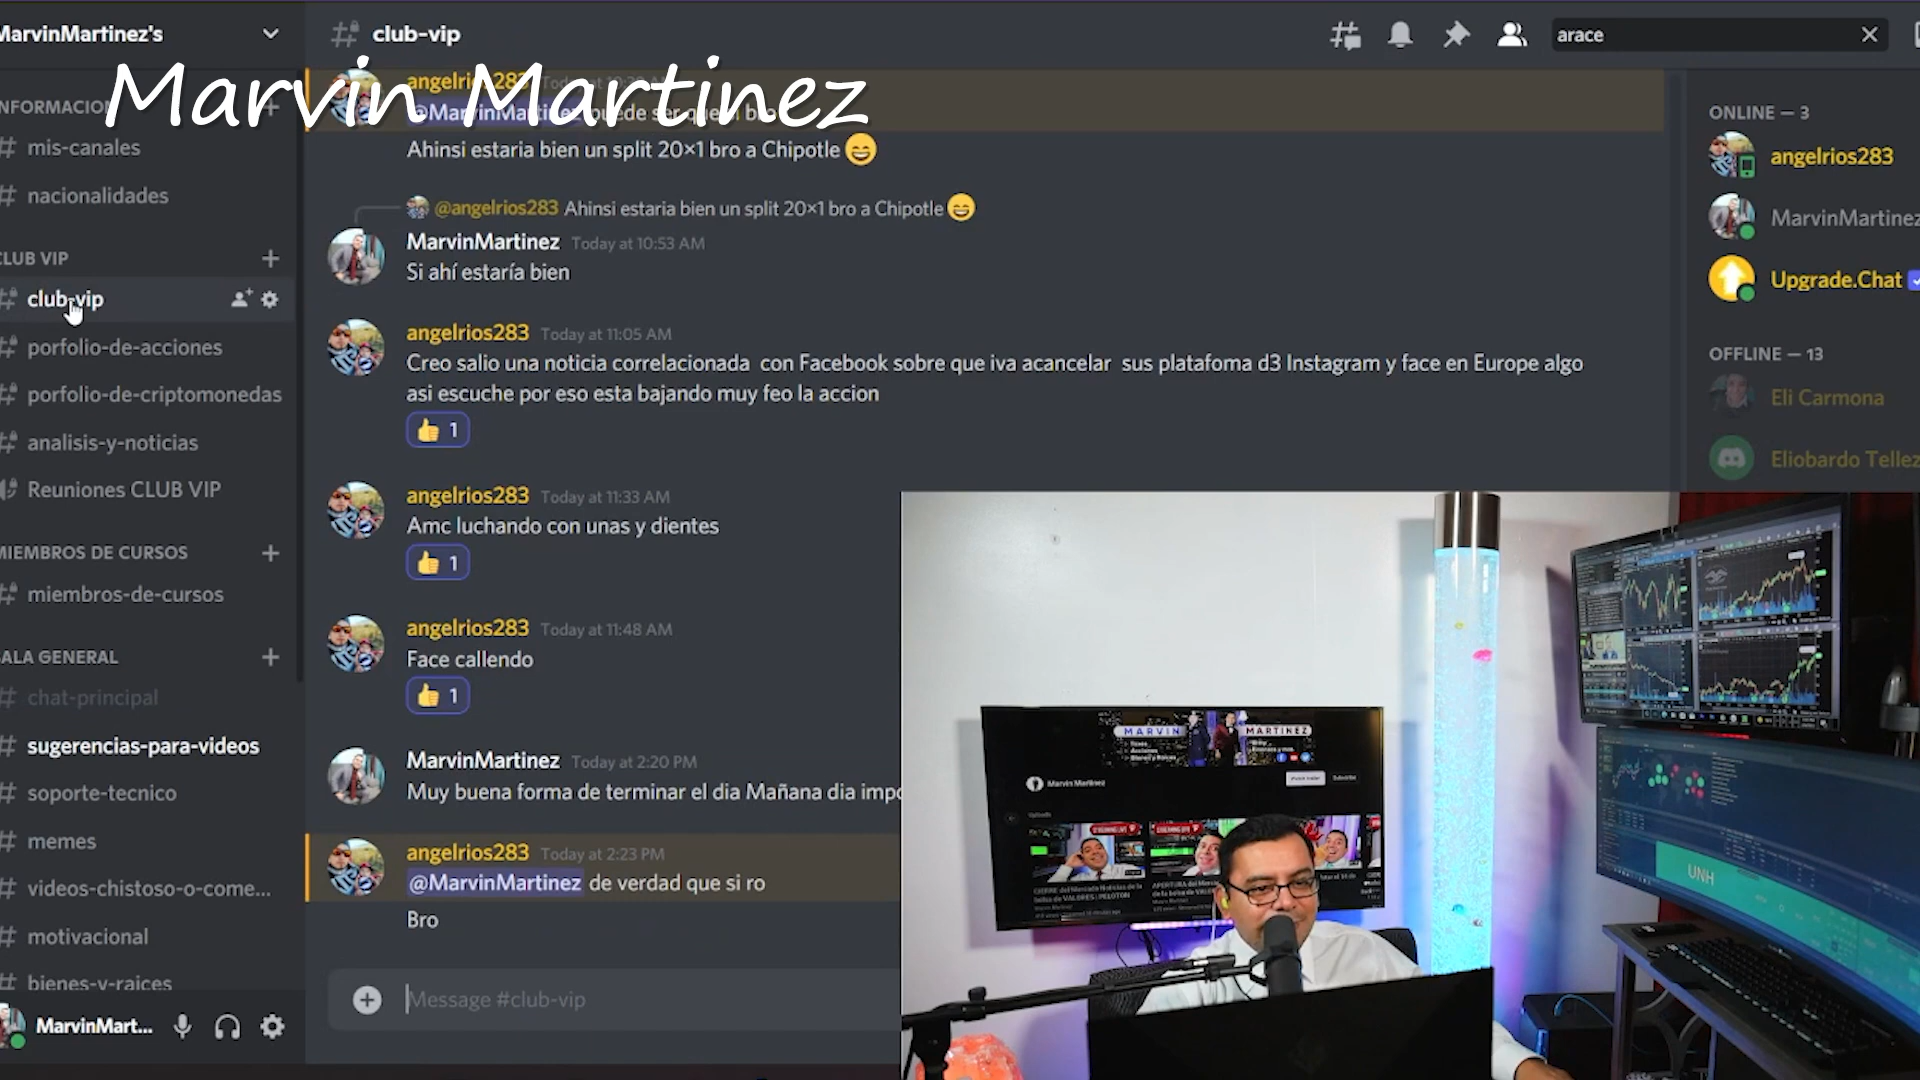 MarvinMartinez's
club-vip
arace
Marvin Martinez
mis-canales
nacionalidades
club-vip
porfolio-de-acciones
porfolio-de-criptomonedas
analisis-y-noticias
Reuniones CLUB VIP
MIEMBROS DE CURSOS
miembros-de-cursos
chat-principal
sugerencias-para-videos
soporte-tecnico
memes
videos-chistoso-o-come...
motivacional
bienes-y-raices
MarvinMart...
angelrios283
@MarvinMartinez puede ser que
Ahinsi estaria bien un split 20×1 bro a Chipotle
@angelrios283 Ahinsi estaria bien un split 20×1 bro a Chipotle
MarvinMartinez Today at 10:53 AM
Si ahí estaría bien
angelrios283 Today at 11:05 AM
Creo salio una noticia correlacionada con Facebook sobre que iva acancelar sus platafoma d3 Instagram y face en Europe algo
asi escuche por eso esta bajando muy feo la accion
1
angelrios283 Today at 11:33 AM
Amc luchando con unas y dientes
1
angelrios283 Today at 11:48 AM
Face callendo
1
MarvinMartinez Today at 2:20 PM
Muy buena forma de terminar el dia Mañana dia impo
angelrios283 Today at 2:23 PM
@MarvinMartinez de verdad que si ro
Bro
Message #club-vip
ONLINE — 3
angelrios283
MarvinMartinez
Upgrade.Chat
OFFLINE — 13
Eli Carmona
Eliobardo Tellez
MARVIN MARTINEZ
Marvin Martinez
UNH